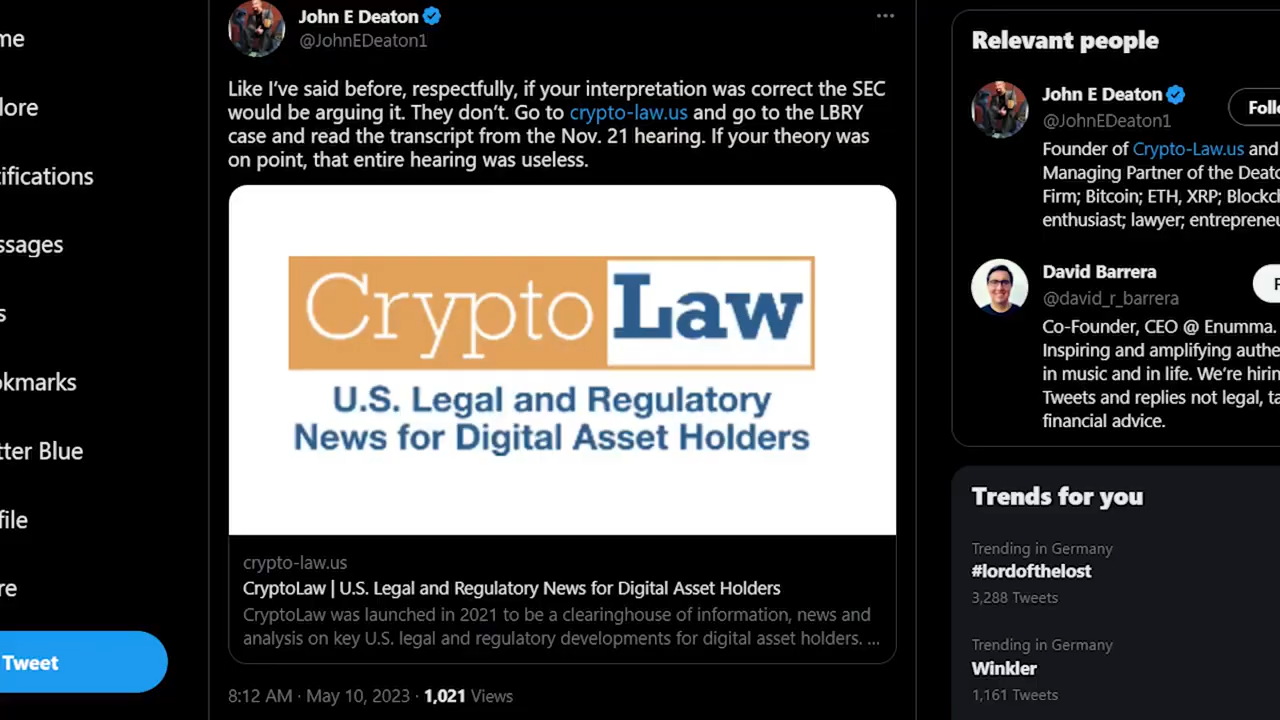 me
lore
tifications
ssages
s
okmarks
tter Blue
file
re
Tweet
John E Deaton
@JohnEDeaton1
Like I've said before, respectfully, if your interpretation was correct the SEC
would be arguing it. They don't. Go to crypto-law.us and go to the LBRY
case and read the transcript from the Nov. 21 hearing. If your theory was
on point, that entire hearing was useless.
Crypto Law
U.S. Legal and Regulatory
News for Digital Asset Holders
crypto-law.us
CryptoLaw | U.S. Legal and Regulatory News for Digital Asset Holders
CryptoLaw was launched in 2021 to be a clearinghouse of information, news and
analysis on key U.S. legal and regulatory developments for digital asset holders. ...
8:12 AM · May 10, 2023 · 1,021 Views
Relevant people
John E Deaton
@JohnEDeaton1
Follo
Founder of Crypto-Law.us and
Managing Partner of the Deato
Firm; Bitcoin; ETH, XRP; Blockch
enthusiast; lawyer; entrepreneu
David Barrera
@david_r_barrera
F
Co-Founder, CEO @ Enumma.
Inspiring and amplifying authe
in music and in life. We're hirin
Tweets and replies not legal, ta
financial advice.
Trends for you
Trending in Germany
#lordofthelost
3,288 Tweets
Trending in Germany
Winkler
1,161 Tweets